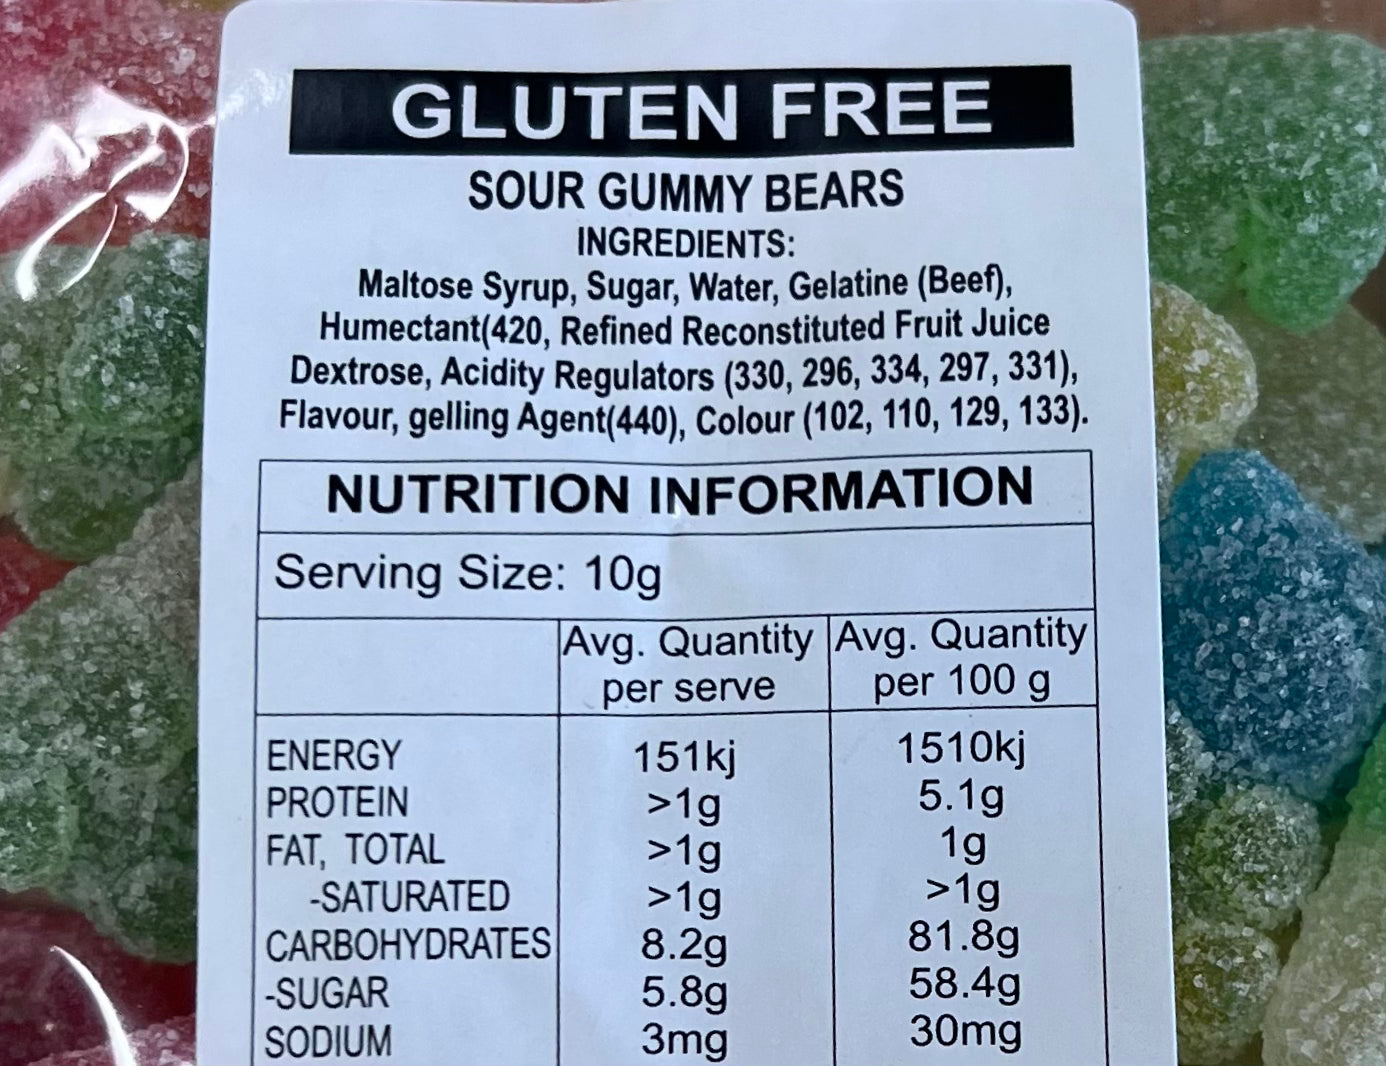 GLUTEN FREE
SOUR GUMMY BEARS
INGREDIENTS:
Maltose Syrup, Sugar, Water, Gelatine (Beef),
Humectant(420, Refined Reconstituted Fruit Juice
Dextrose, Acidity Regulators (330, 296, 334, 297, 331),
Flavour, gelling Agent(440), Colour (102, 110, 129, 133).
NUTRITION INFORMATION
Serving Size: 10g
Avg. Quantity per serve Avg. Quantity per 100 g
ENERGY 151kj 1510kj
PROTEIN >1g 5.1g
FAT, TOTAL >1g 1g
-SATURATED >1g >1g
CARBOHYDRATES 8.2g 81.8g
-SUGAR 5.8g 58.4g
SODIUM 3mg 30mg